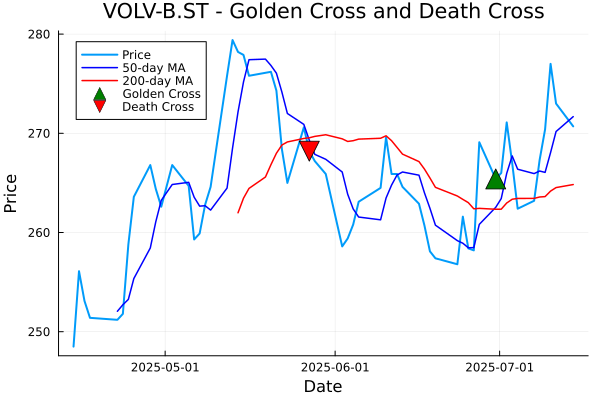 VOLV-B.ST - Golden Cross and Death Cross
280
270
260
250
Price
Price
50-day MA
200-day MA
Golden Cross
Death Cross
2025-05-01
2025-06-01
2025-07-01
Date